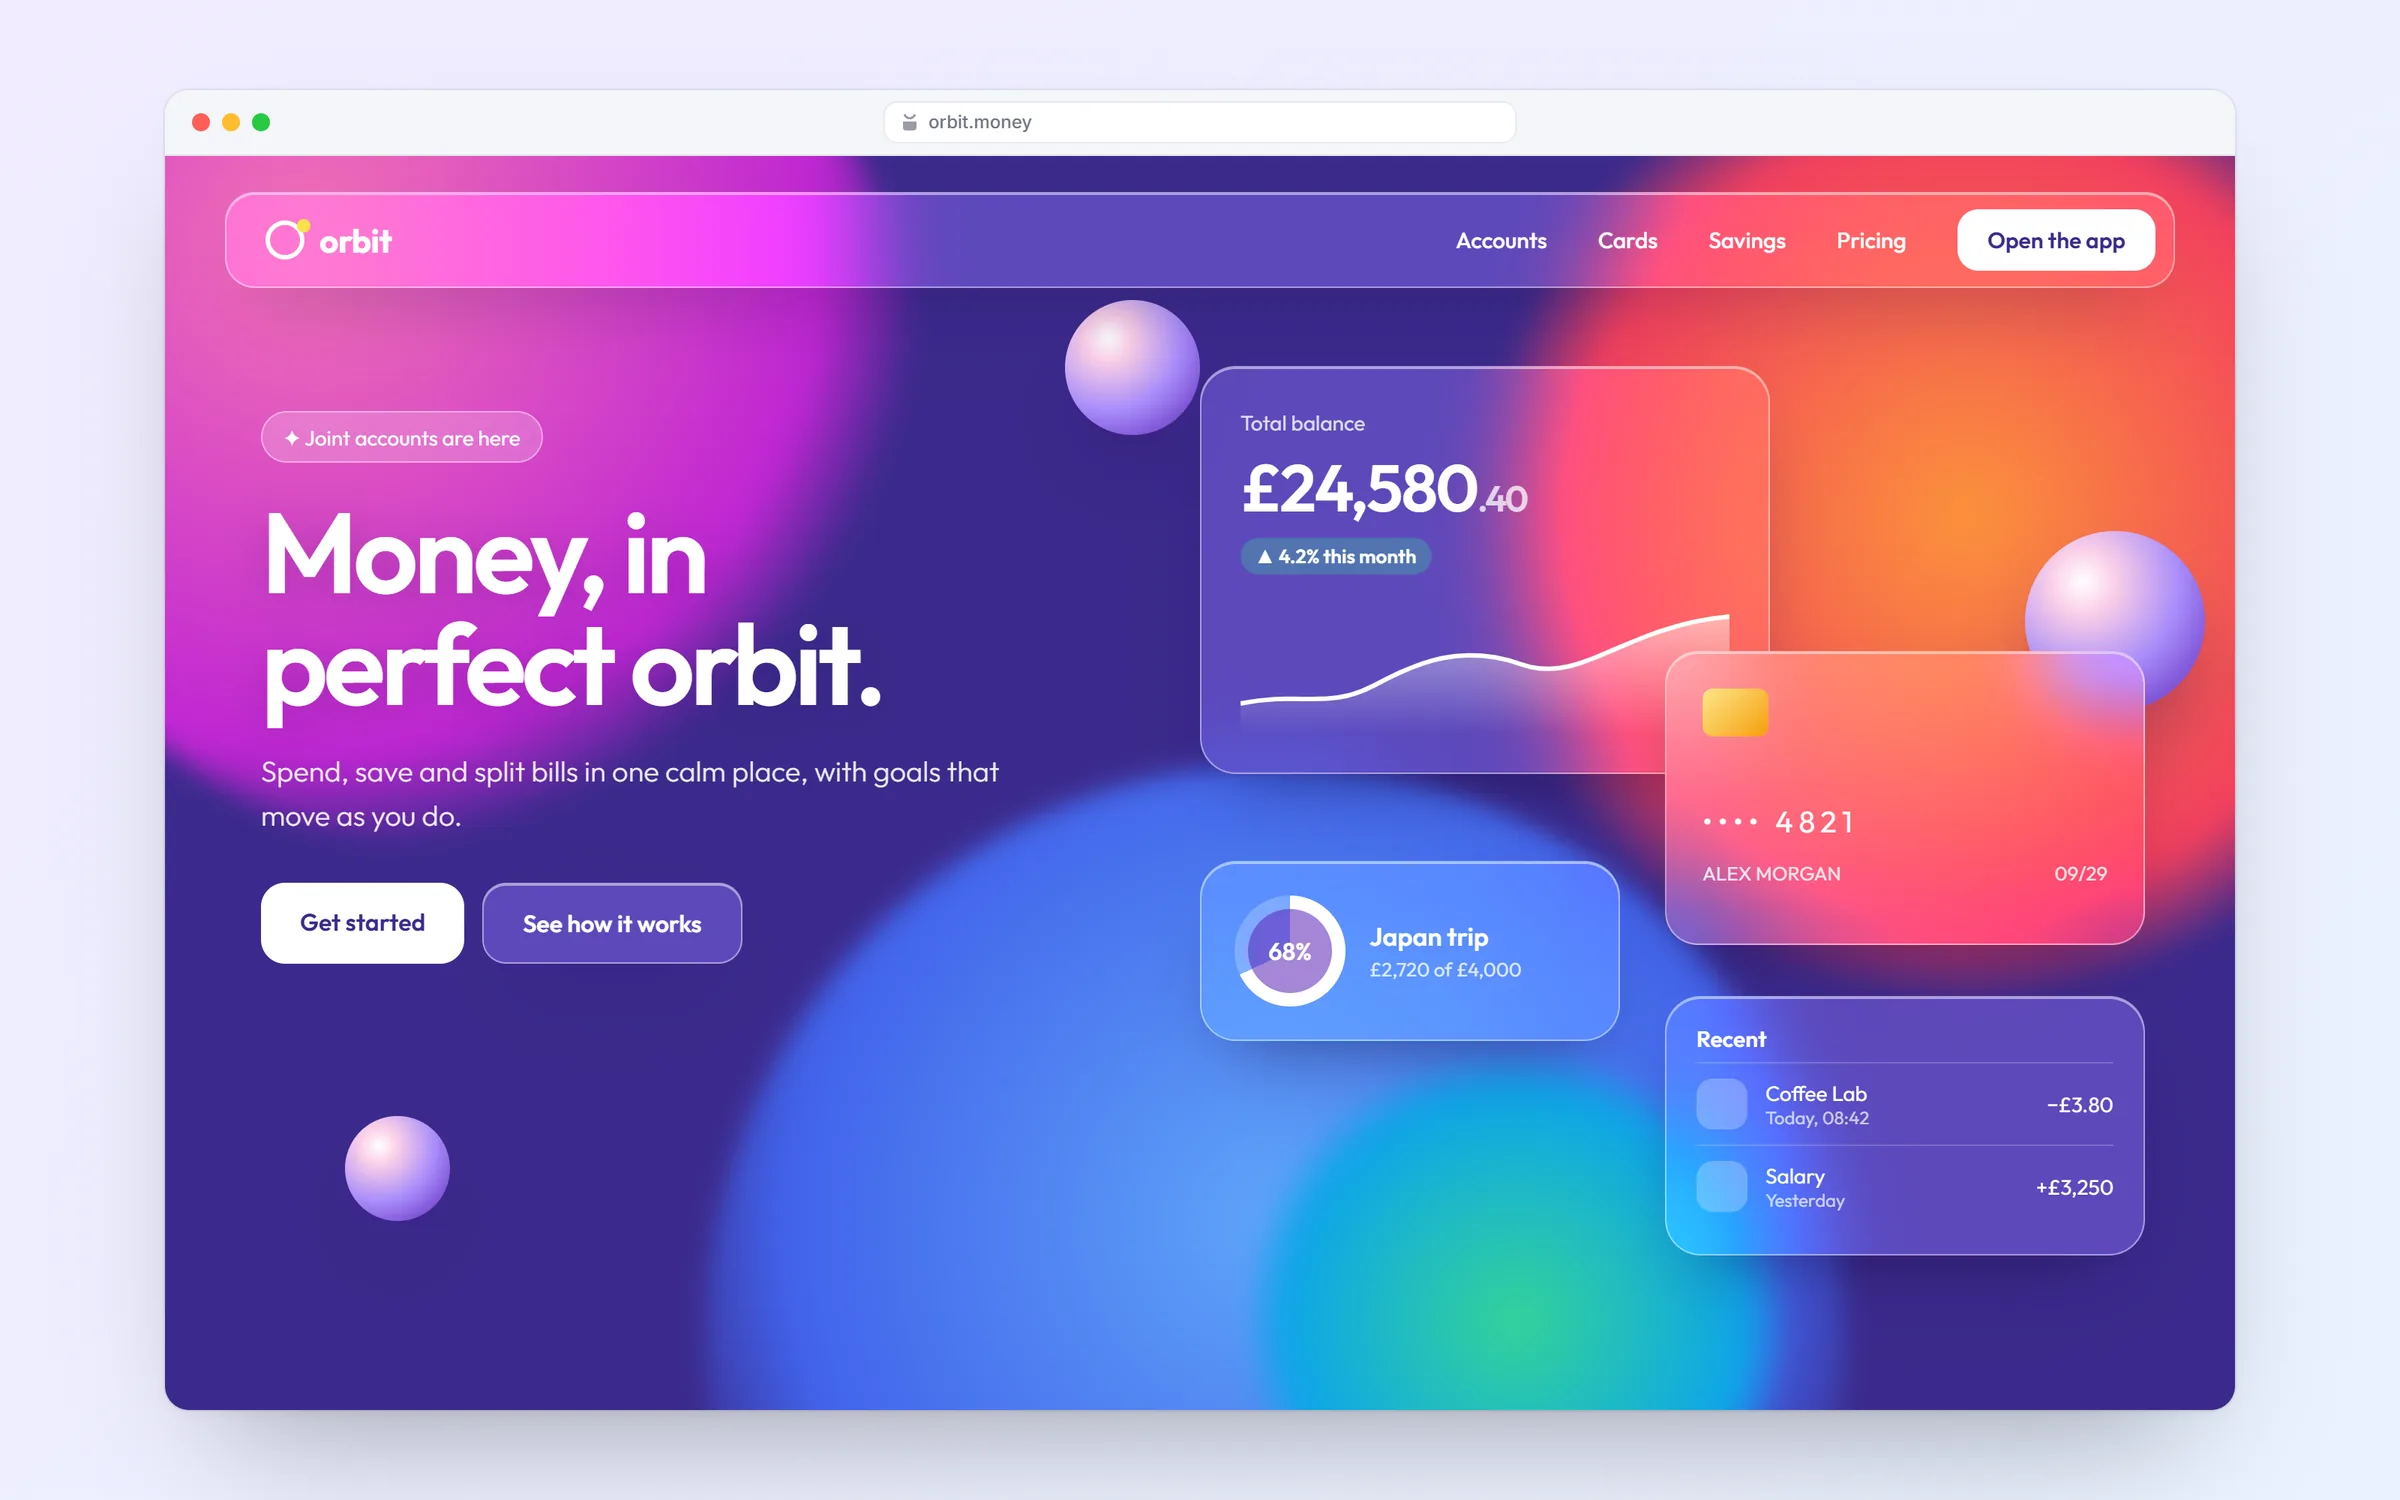 orbit.money
orbit
Accounts
Cards
Savings
Pricing
Open the app
✦ Joint accounts are here
Money, in
perfect orbit.
Spend, save and split bills in one calm place, with goals that
move as you do.
Get started
See how it works
Total balance
£24,580.40
▲ 4.2% this month
•••• 4821
ALEX MORGAN
09/29
68%
Japan trip
£2,720 of £4,000
Recent
Coffee Lab
Today, 08:42
−£3.80
Salary
Yesterday
+£3,250